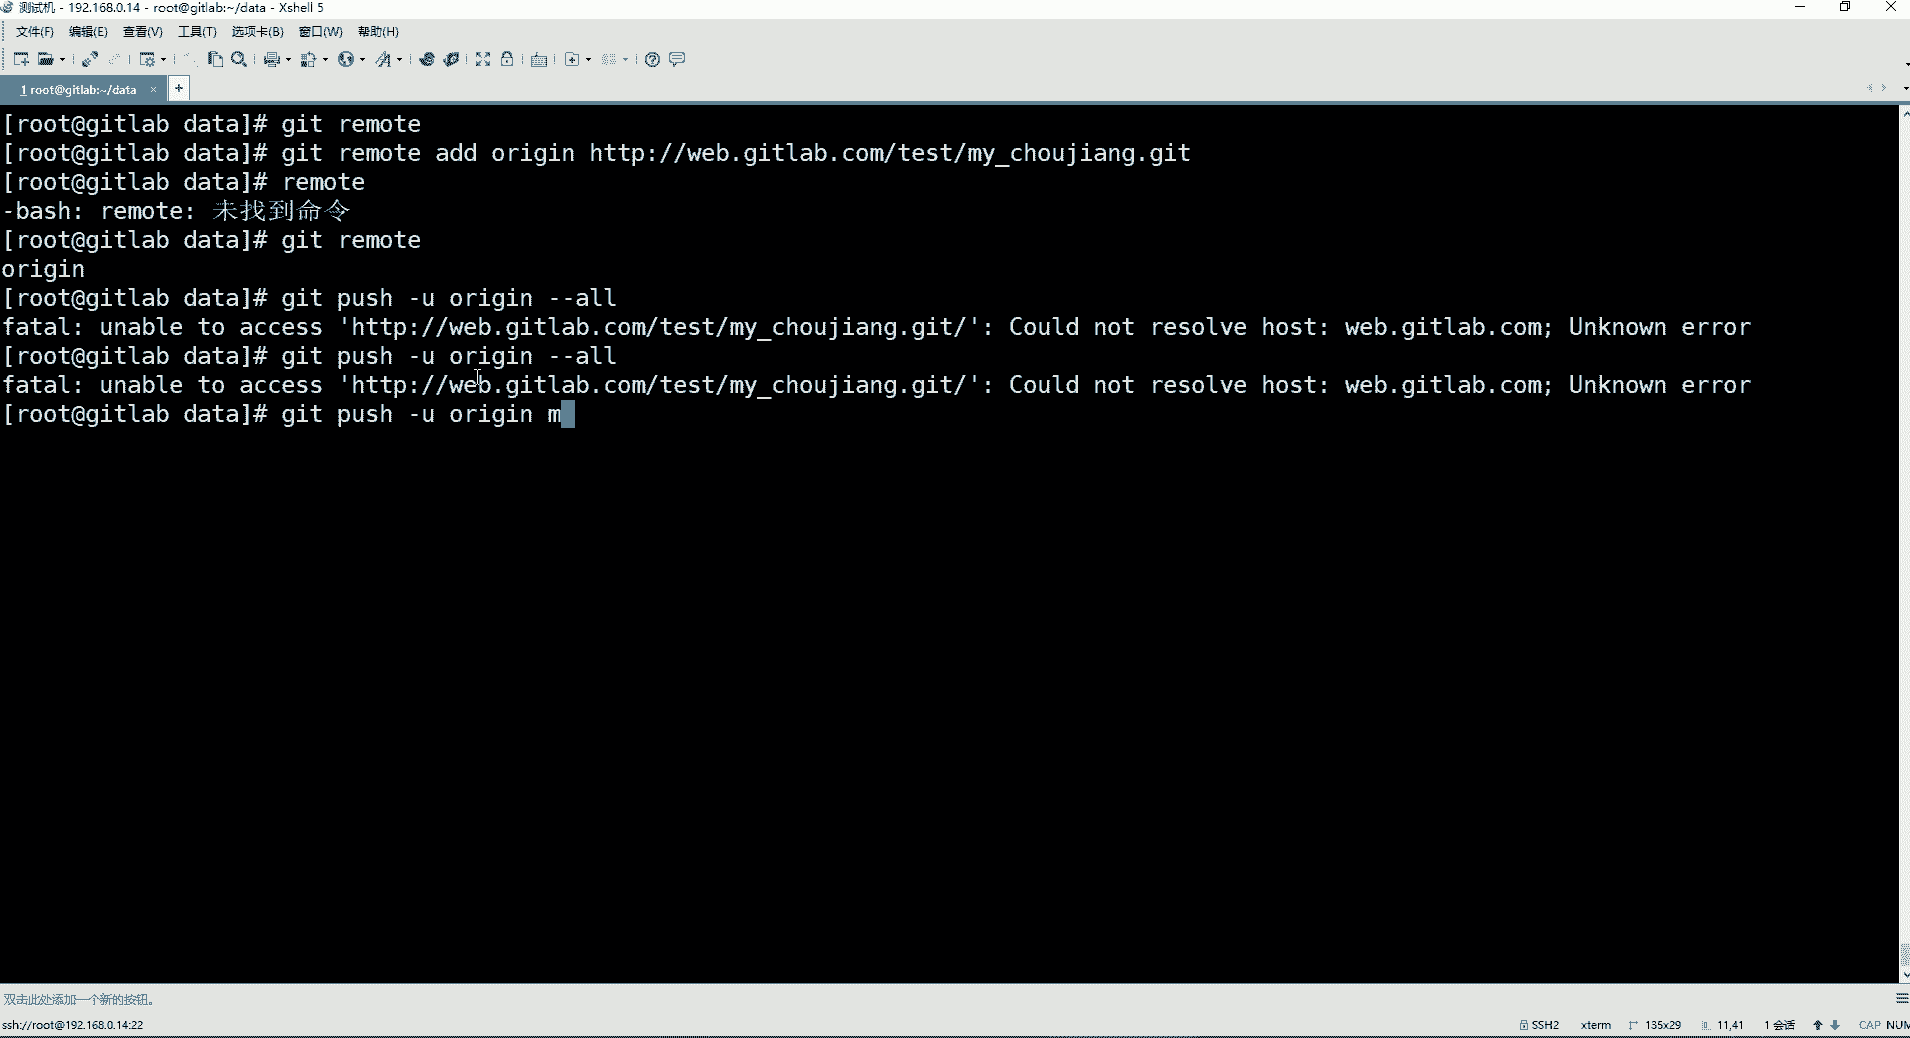 测试机 - 192.168.0.14 - root@gitlab:~/data - Xshell 5
文件(F) 编辑(E) 查看(V) 工具(T) 选项卡(B) 窗口(W) 帮助(H)
1 root@gitlab:~/data × +
[root@gitlab data]# git remote
[root@gitlab data]# git remote add origin http://web.gitlab.com/test/my_choujiang.git
[root@gitlab data]# remote
-bash: remote: 未找到命令
[root@gitlab data]# git remote
origin
[root@gitlab data]# git push -u origin --all
fatal: unable to access 'http://web.gitlab.com/test/my_choujiang.git/': Could not resolve host: web.gitlab.com; Unknown error
[root@gitlab data]# git push -u origin --all
fatal: unable to access 'http://web.gitlab.com/test/my_choujiang.git/': Could not resolve host: web.gitlab.com; Unknown error
[root@gitlab data]# git push -u origin m
双击此处添加一个新的按钮。
ssh://root@192.168.0.14:22 SSH2 xterm 135x29 11,41 1 会话 CAP NUM